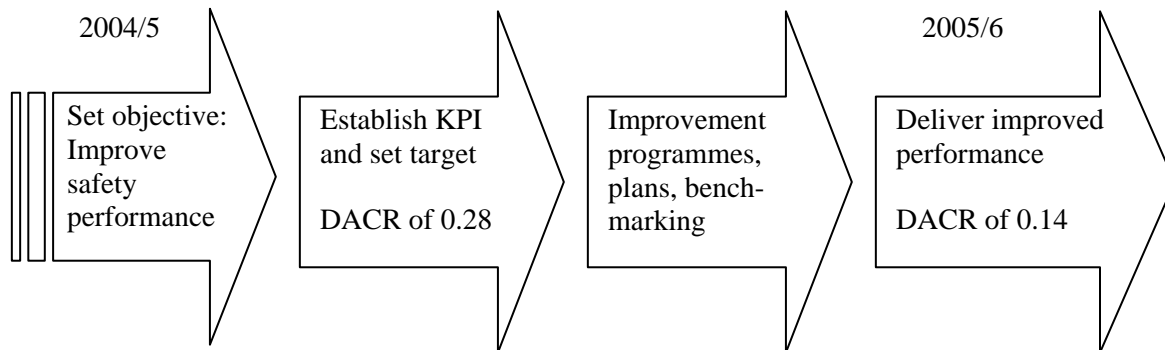 2004/5
2005/6
Set objective:
Improve
safety
performance
Establish KPI
and set target
DACR of 0.28
Improvement
programmes,
plans, bench-
marking
Deliver improved
performance
DACR of 0.14